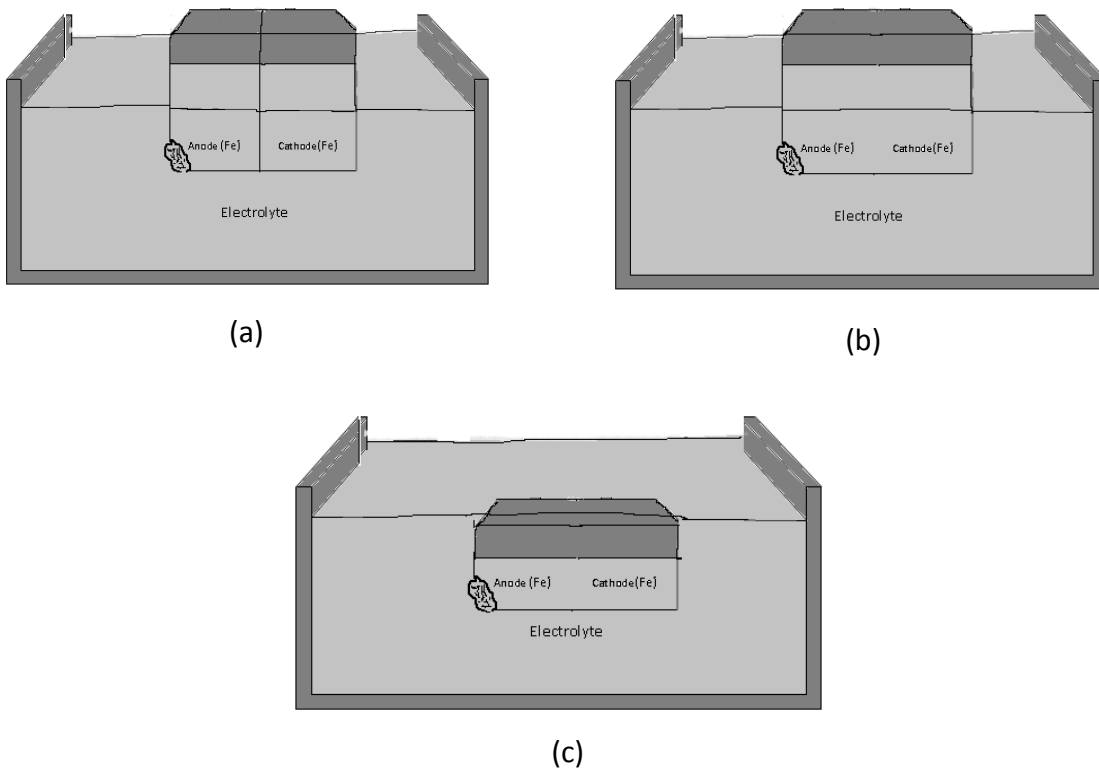 Anode (Fe) Cathode(Fe)
Electrolyte
(a)
Anode (Fe) Cathode(Fe)
Electrolyte
(b)
Anode (Fe) Cathode(Fe)
Electrolyte
(c)